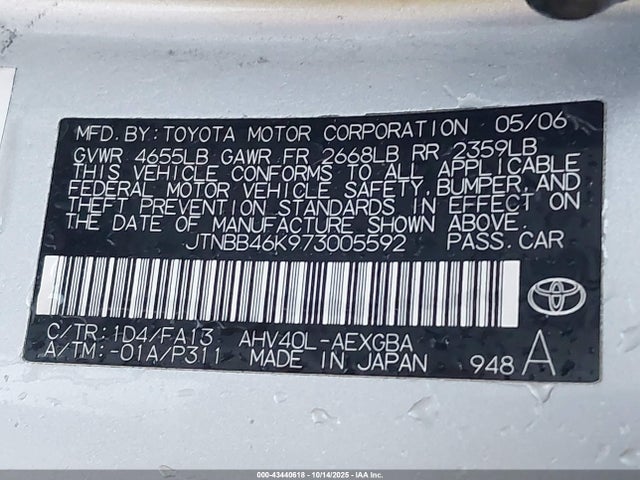 MFD. BY: TOYOTA MOTOR CORPORATION 05/06
GVWR 4655LB GAWR FR 2668LB RR 2359LB
THIS VEHICLE CONFORMS TO ALL APPLICABLE
FEDERAL MOTOR VEHICLE SAFETY, BUMPER, AND
THEFT PREVENTION STANDARDS IN EFFECT ON
THE DATE OF MANUFACTURE SHOWN ABOVE.
JTNBB46K973005592 PASS. CAR
C/TR: 1D4/FA13 AHV40L-AEXGBA
A/TM: -01A/P311 MADE IN JAPAN 948 A
000-43440618 | 10/14/2025 | IAA Inc.